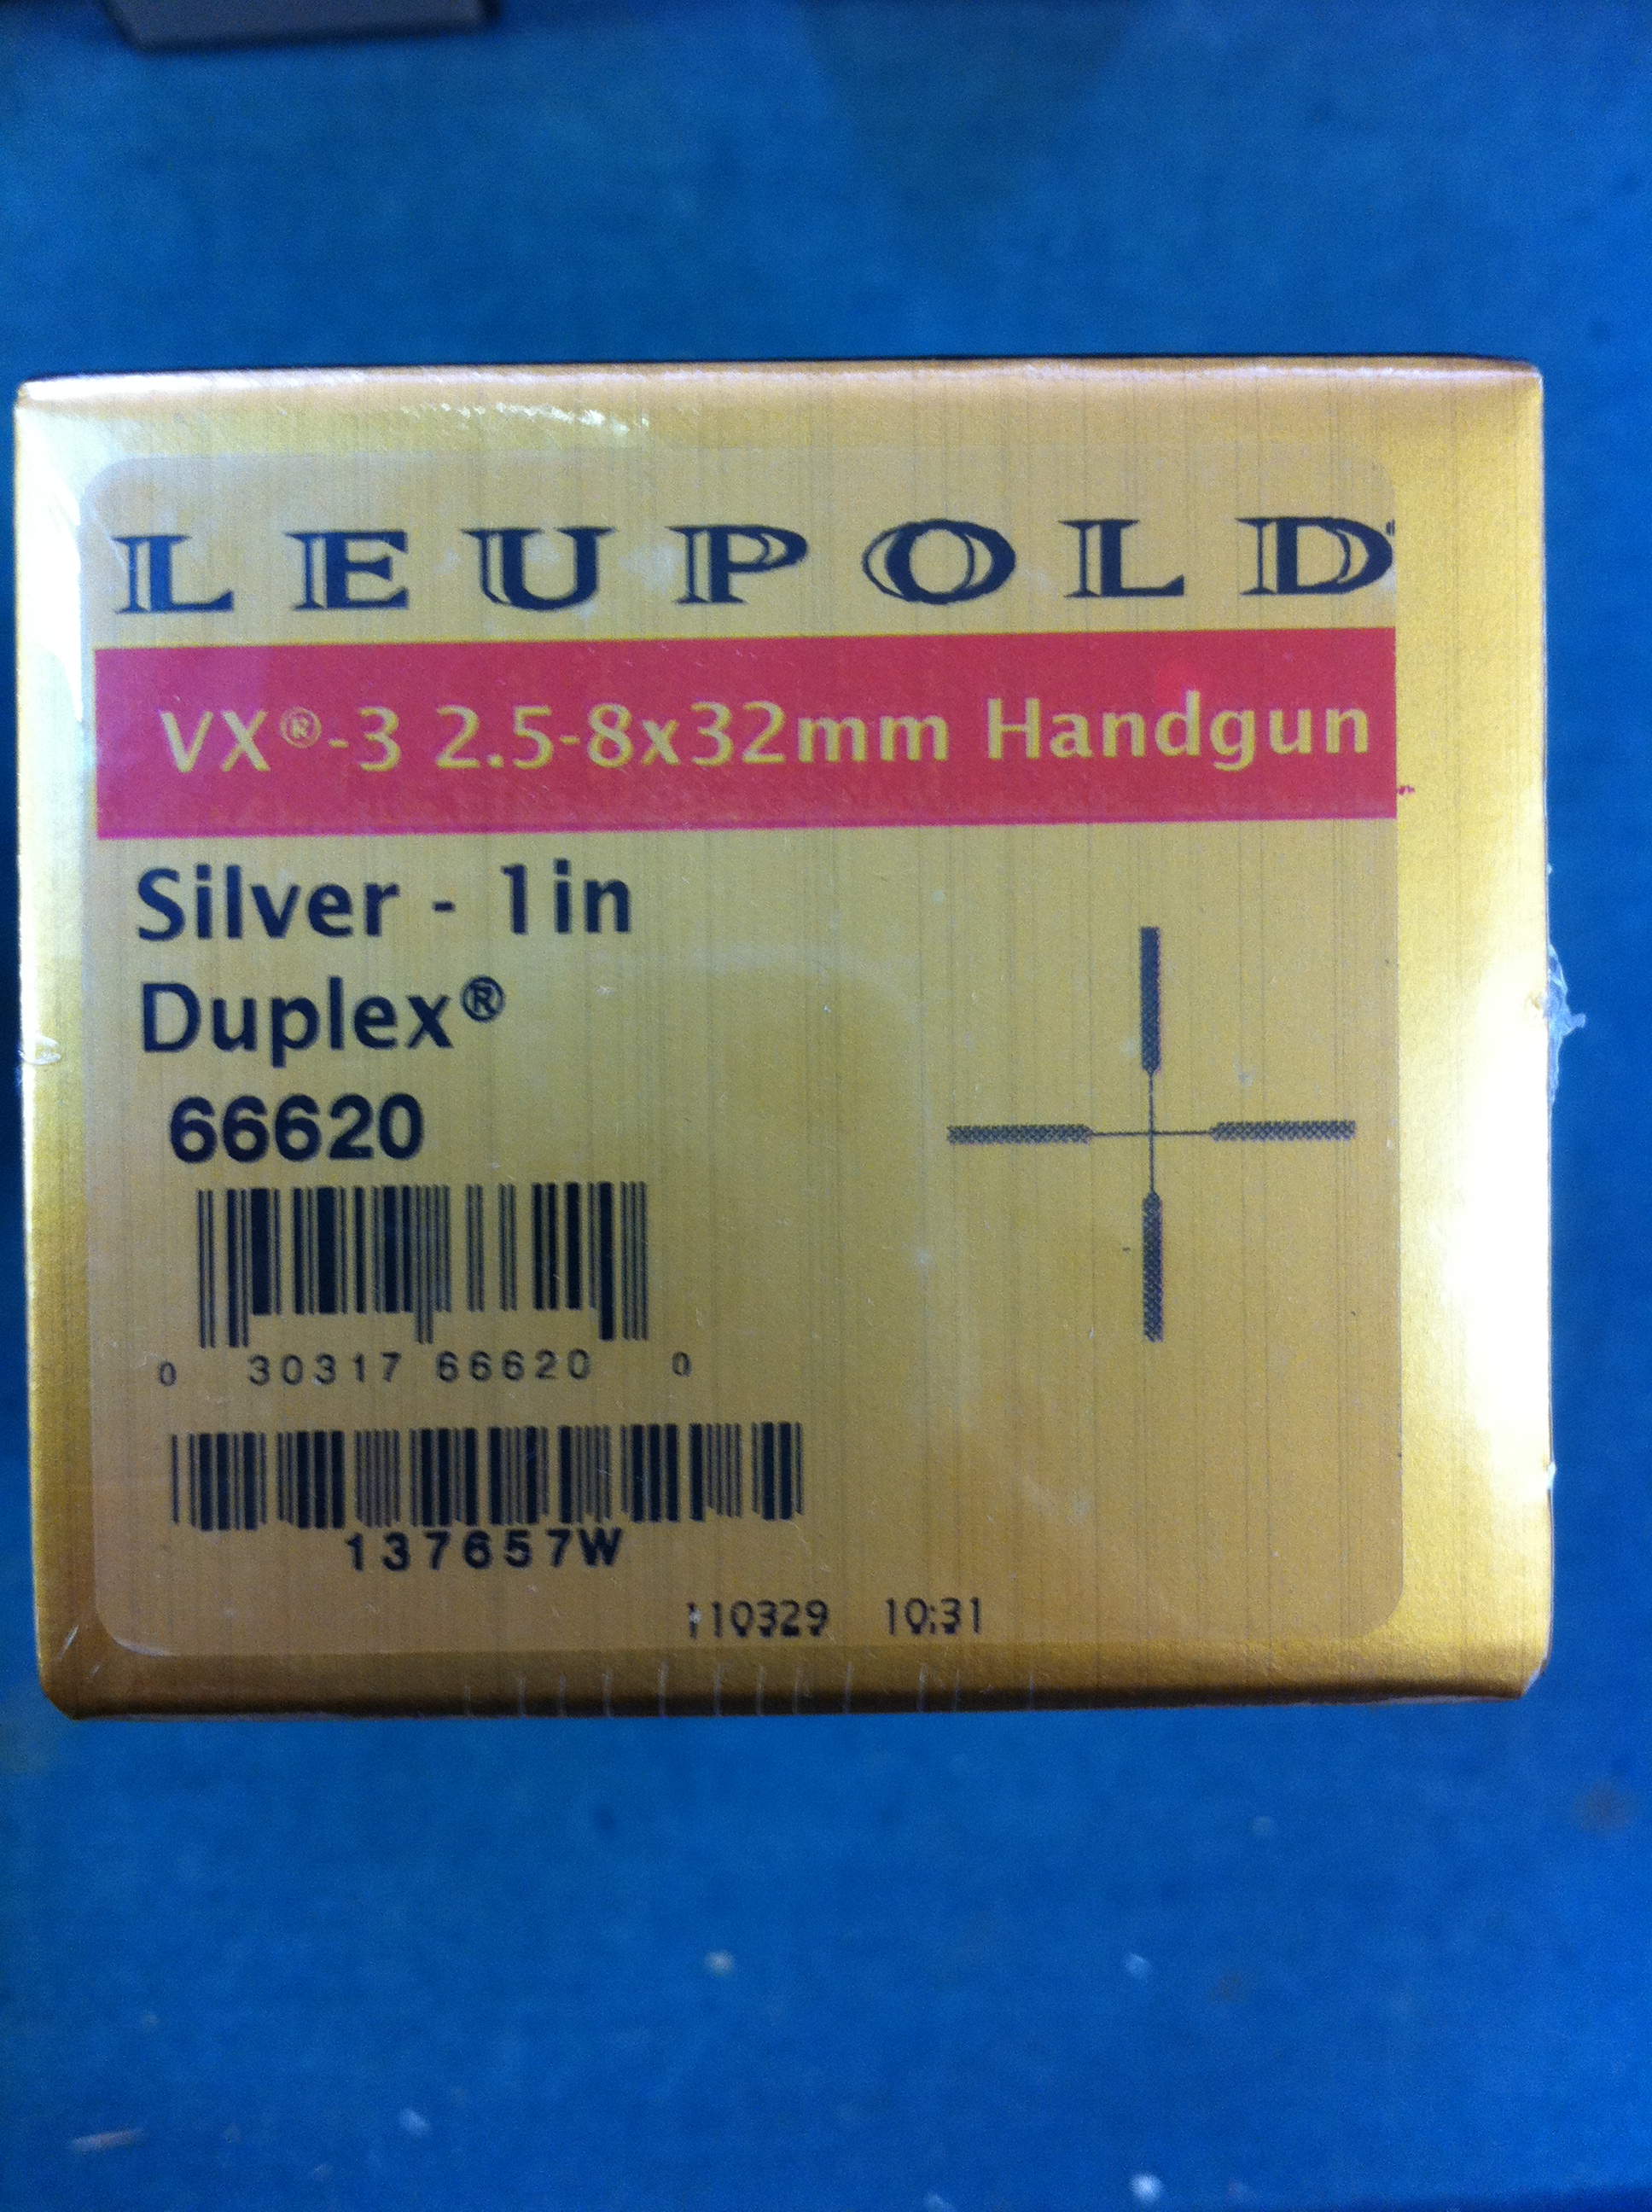 LEUPOLD
VX®-3 2.5-8x32mm Handgun
Silver - 1in
Duplex®
66620
0 30317 66620 0
137657W
110329 10:31